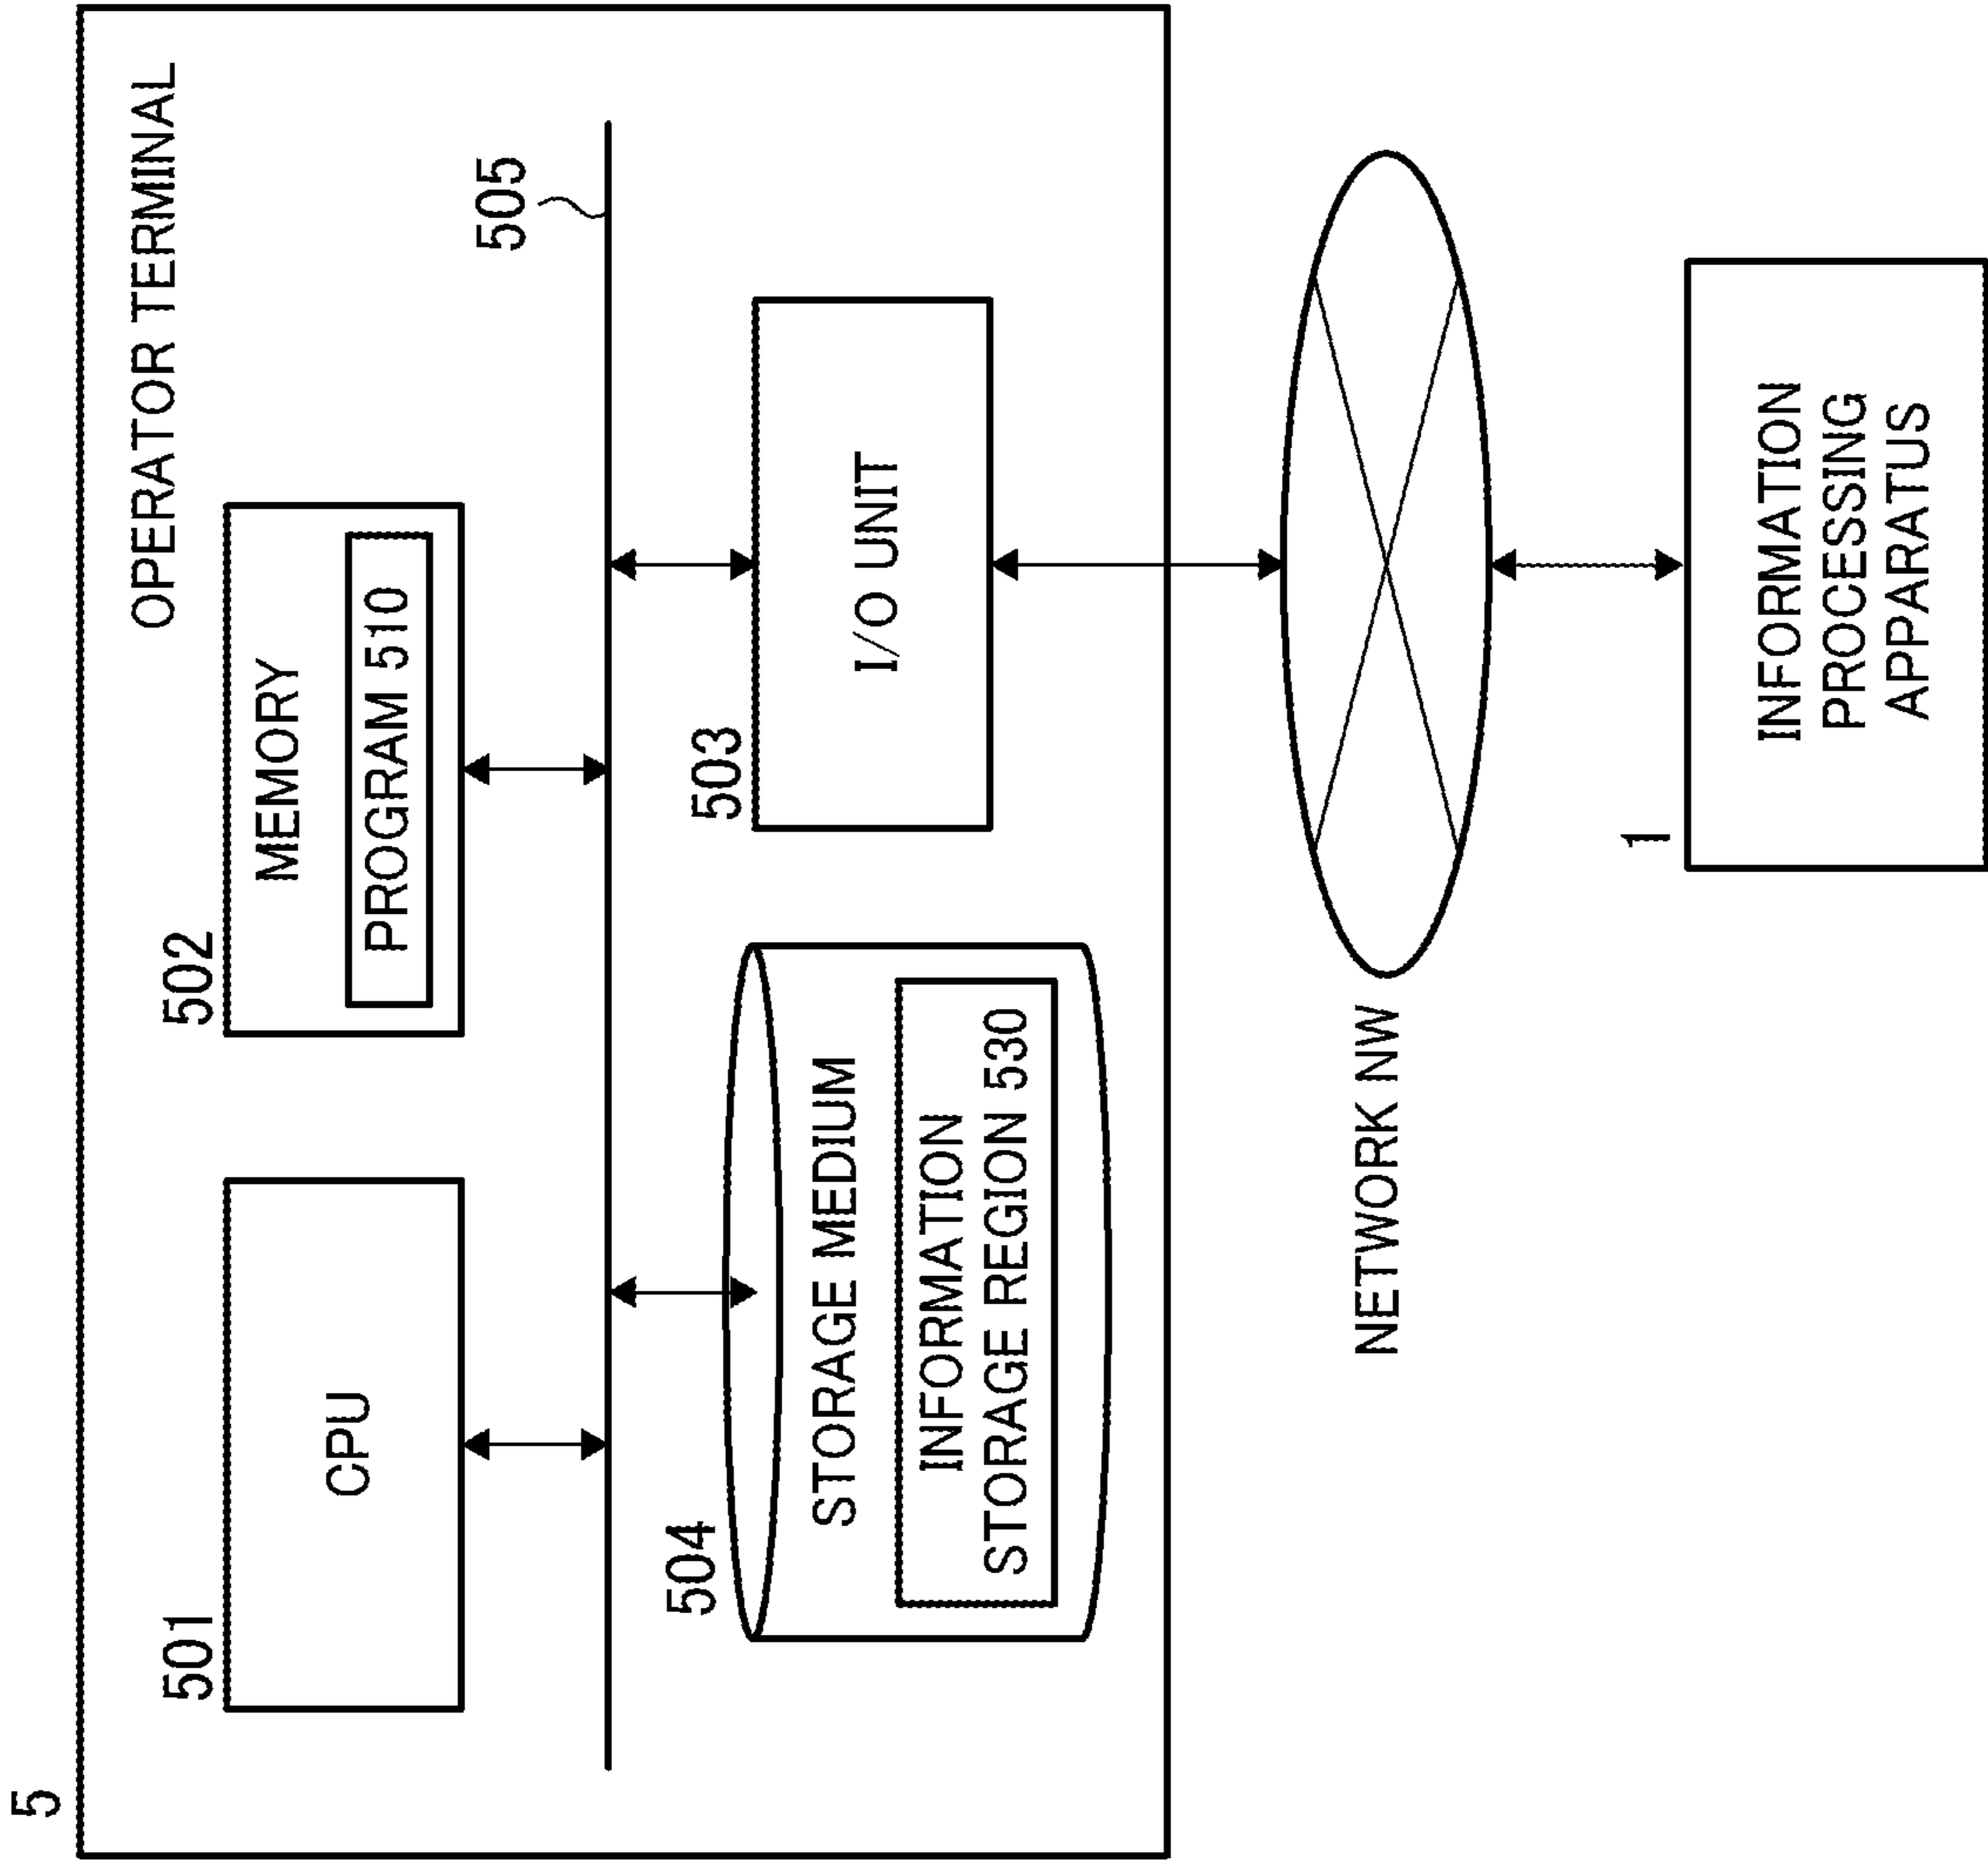 5
OPERATOR TERMINAL
501
CPU
502
MEMORY
PROGRAM 510
505
504
STORAGE MEDIUM
INFORMATION
STORAGE REGION 530
503
I/O UNIT
NETWORK NW
1
INFORMATION
PROCESSING
APPARATUS